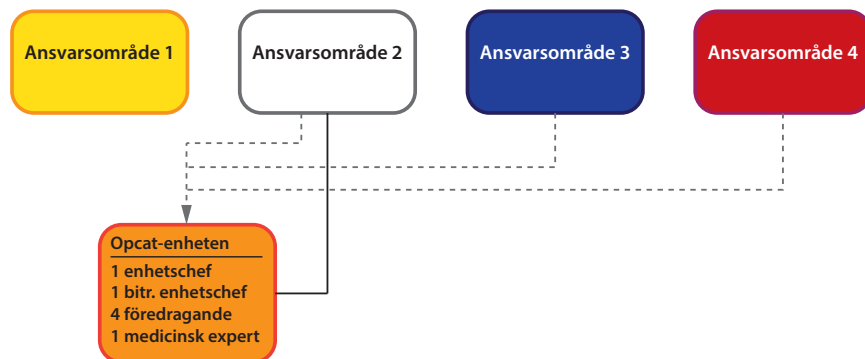 Ansvarsområde 1
Ansvarsområde 2
Ansvarsområde 3
Ansvarsområde 4
Opcat-enheten
1 enhetschef
1 bitr. enhetschef
4 föredragande
1 medicinsk expert